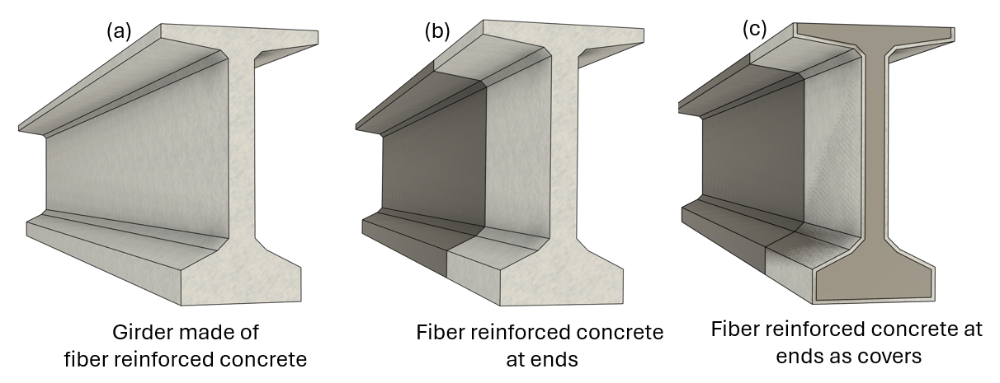 (a)
Girder made of
fiber reinforced concrete
(b)
Fiber reinforced concrete
at ends
(c)
Fiber reinforced concrete at
ends as covers